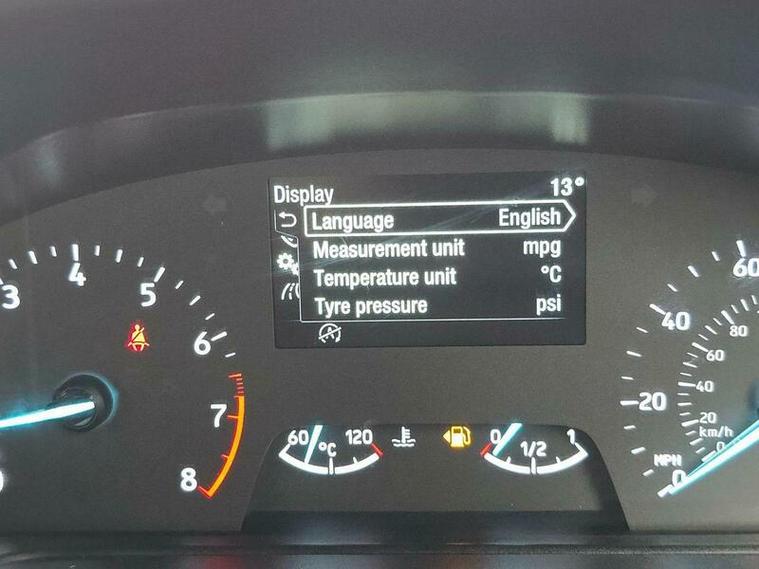 Display 13°
Language English
Measurement unit mpg
Temperature unit °C
Tyre pressure psi
3 4 5 6 7 8
60 °C 120
0 1/2 1
60
40
20
MPH
0
80
60
40
20
km/h
0